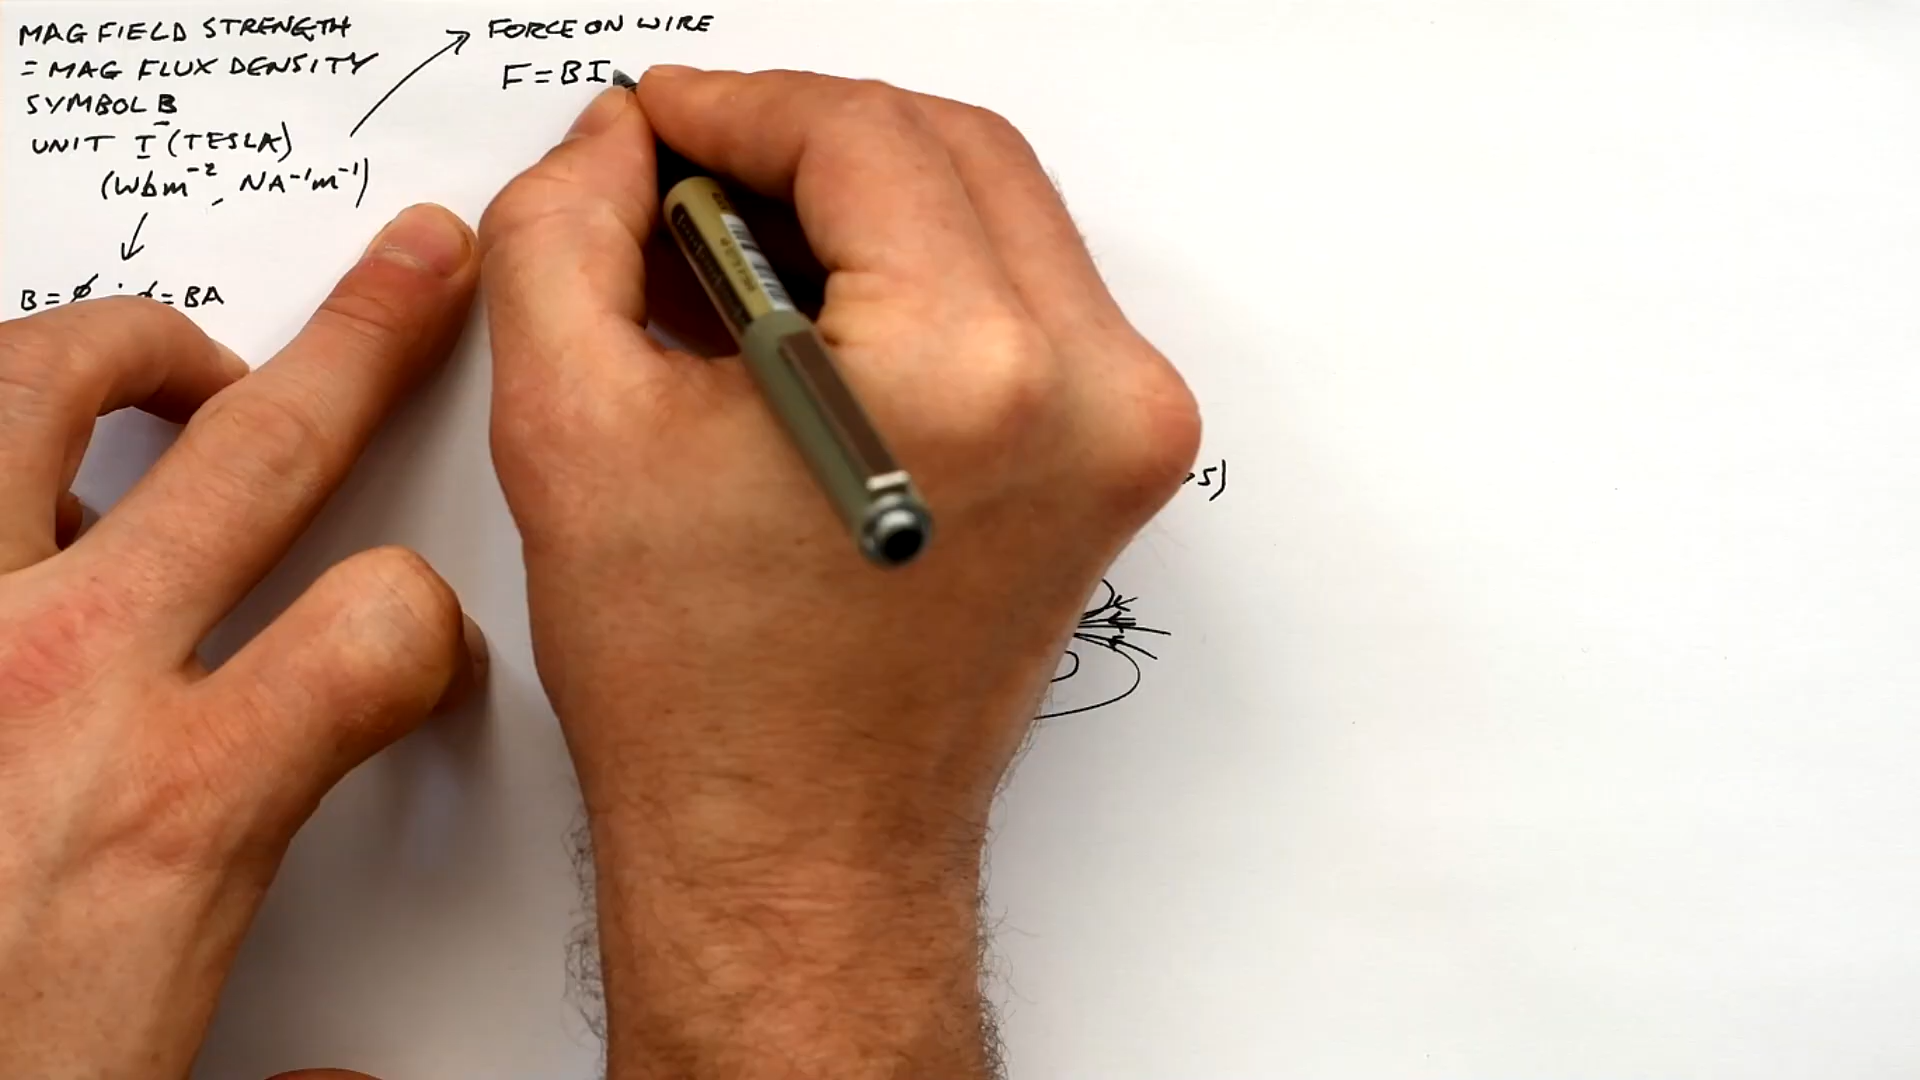 MAG FIELD STRENGTH
= MAG FLUX DENSITY
SYMBOL B
UNIT T (TESLA)
(Wbm⁻², NA⁻¹m⁻¹)
B = Φ : Φ = BA
FORCE ON WIRE
F = BI
S)